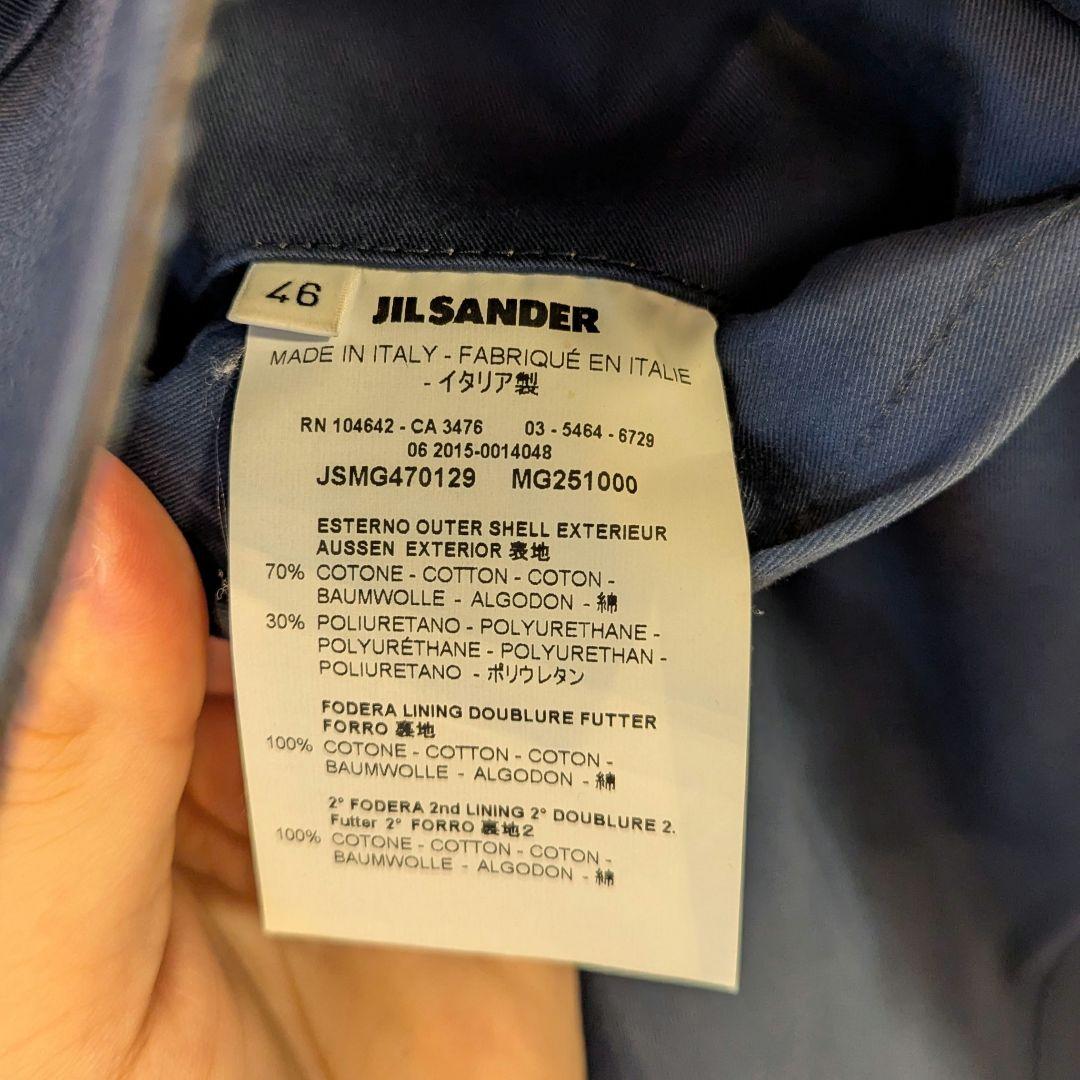 46
JIL SANDER
MADE IN ITALY - FABRIQUÉ EN ITALIE
- イタリア製
RN 104642 - CA 3476 03 - 5464 - 6729
06 2015-0014048
JSMG470129 MG251000
ESTERNO OUTER SHELL EXTERIEUR
AUSSEN EXTERIOR 表地
70% COTONE - COTTON - COTON -
BAUMWOLLE - ALGODON - 綿
30% POLIURETANO - POLYURETHANE -
POLYURÉTHANE - POLYURETHAN -
POLIURETANO - ポリウレタン
FODERA LINING DOUBLURE FUTTER
FORRO 裏地
100% COTONE - COTTON - COTON -
BAUMWOLLE - ALGODON - 綿
2° FODERA 2nd LINING 2° DOUBLURE 2.
Futter 2° FORRO 裏地2
100% COTONE - COTTON - COTON -
BAUMWOLLE - ALGODON - 綿